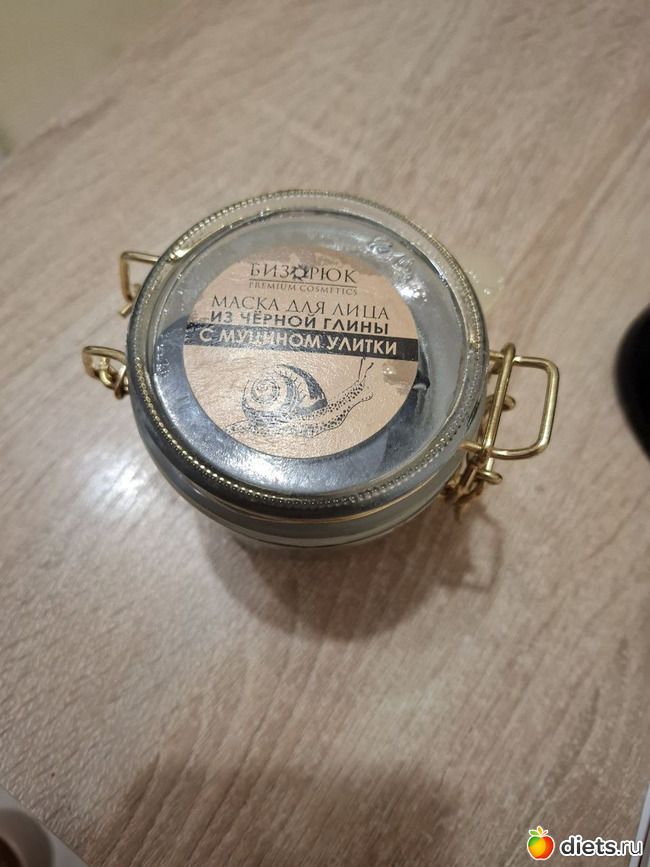 БИЗОРЮК
PREMIUM COSMETICS
МАСКА ДЛЯ ЛИЦА
ИЗ ЧЁРНОЙ ГЛИНЫ
С МУЦИНОМ УЛИТКИ
diets.ru